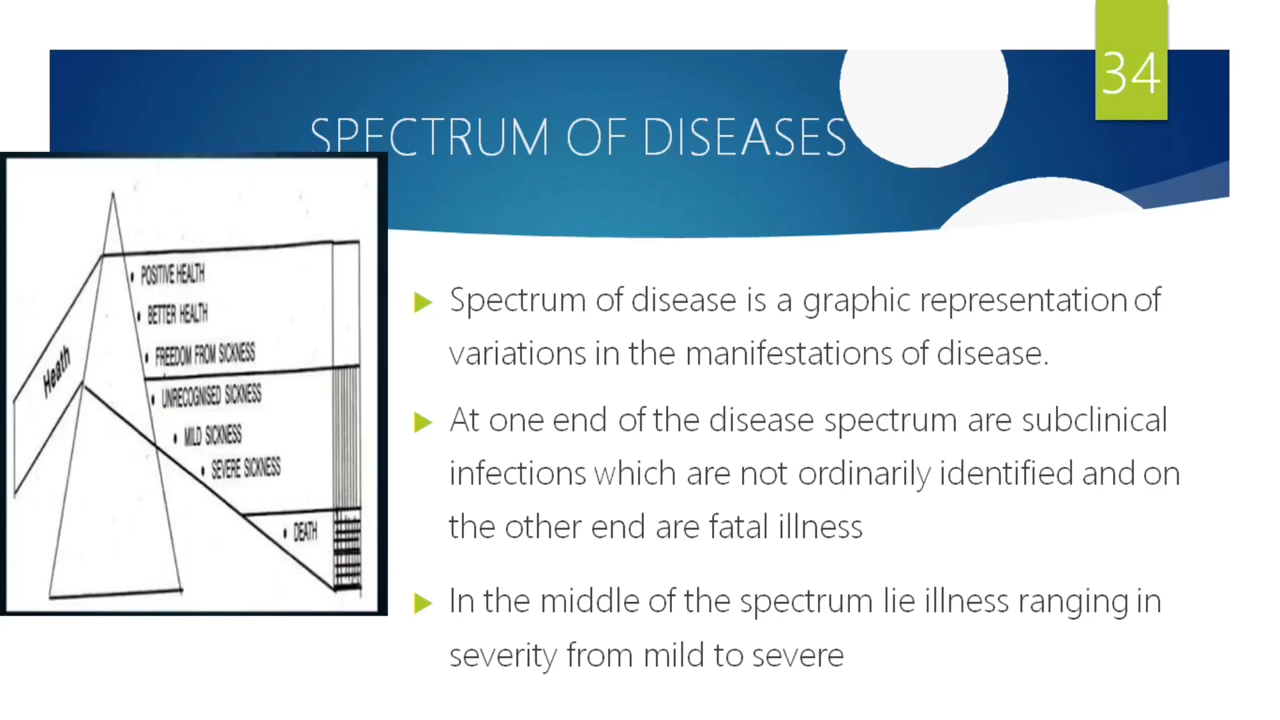 34
SPECTRUM OF DISEASES
Heath
• POSITIVE HEALTH
• BETTER HEALTH
• FREEDOM FROM SICKNESS
• UNRECOGNISED SICKNESS
• MILD SICKNESS
• SEVERE SICKNESS
• DEATH
Spectrum of disease is a graphic representation of
variations in the manifestations of disease.
At one end of the disease spectrum are subclinical
infections which are not ordinarily identified and on
the other end are fatal illness
In the middle of the spectrum lie illness ranging in
severity from mild to severe